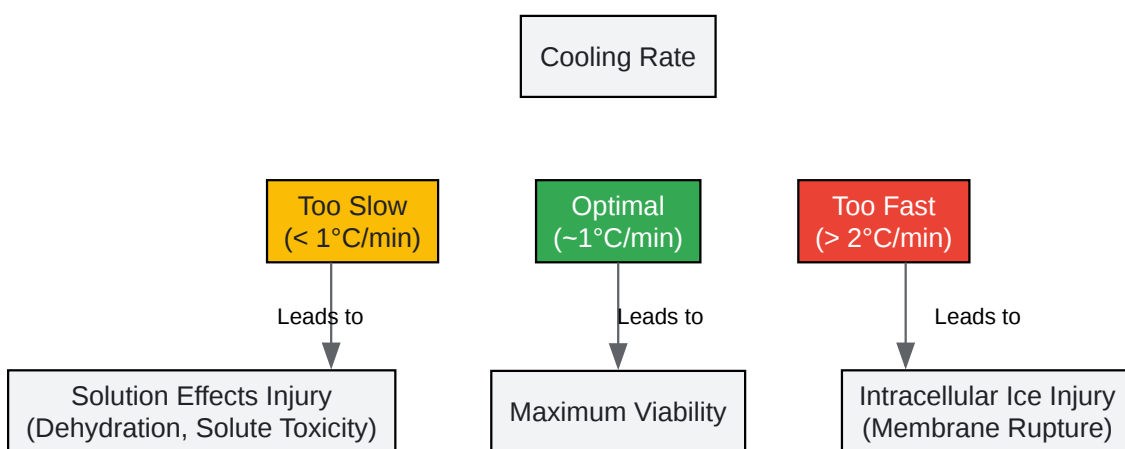 Cooling Rate
Too Slow
(< 1°C/min)
Optimal
(~1°C/min)
Too Fast
(> 2°C/min)
Leads to
Leads to
Leads to
Solution Effects Injury
(Dehydration, Solute Toxicity)
Maximum Viability
Intracellular Ice Injury
(Membrane Rupture)